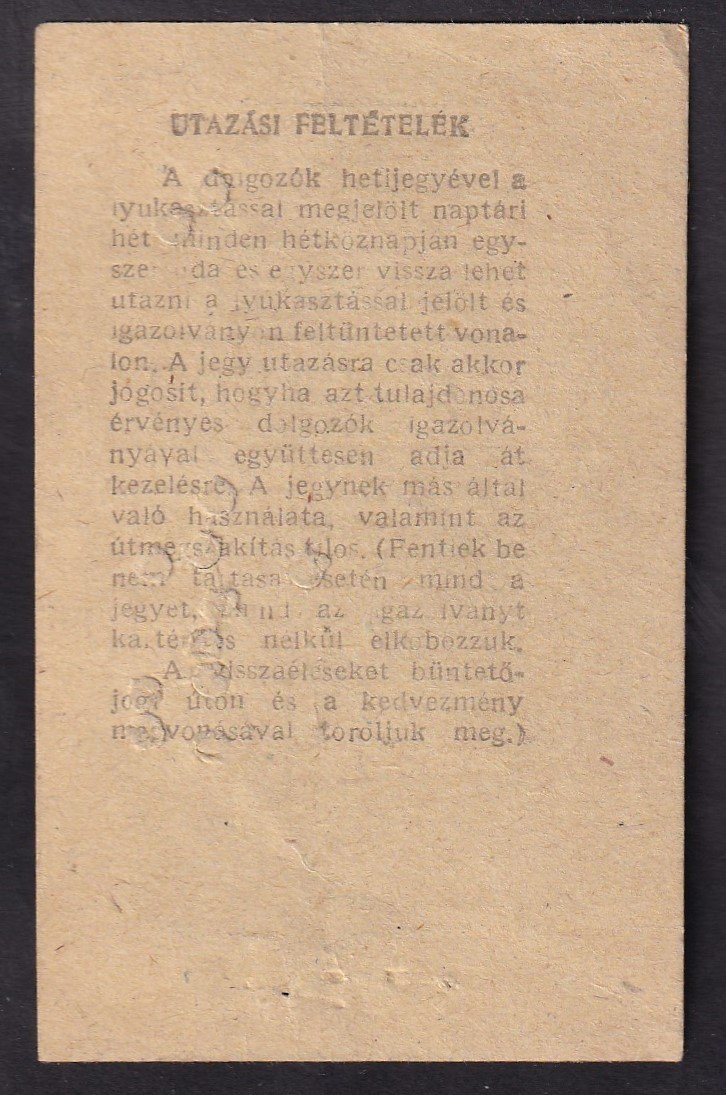 UTAZÁSI FELTÉTELEK
A dolgozók hetijegyével a
lyukasztással megjelölt naptári
hét minden hétköznapján egy-
szer oda és egyszer vissza lehet
utazni a lyukasztással jelölt és
igazolványon feltüntetett vona-
lon. A jegy utazásra csak akkor
jogosit, hogyha azt tulajdonosa
érvényes dolgozók igazolvá-
nyával együttesen adja át
kezelésre. A jegynek más által
való használata, valamint az
útmegszakítás tilos. (Fentiek be
nem tartása esetén mind a
jegyet, mind az igazolványt
kártérítés nélkül elkobozzuk.
A visszaéléseket büntető-
jogi úton és a kedvezmény
megvonásával toroljuk meg.)